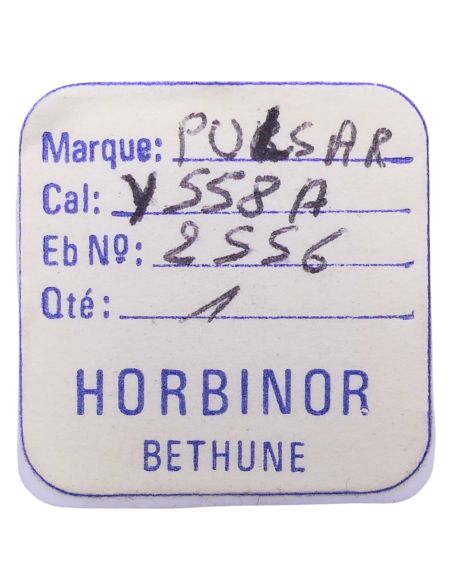 Marque: PULSAR
Cal: Y558A
Eb Nº: 2556
Qté: 1
HORBINOR
BETHUNE